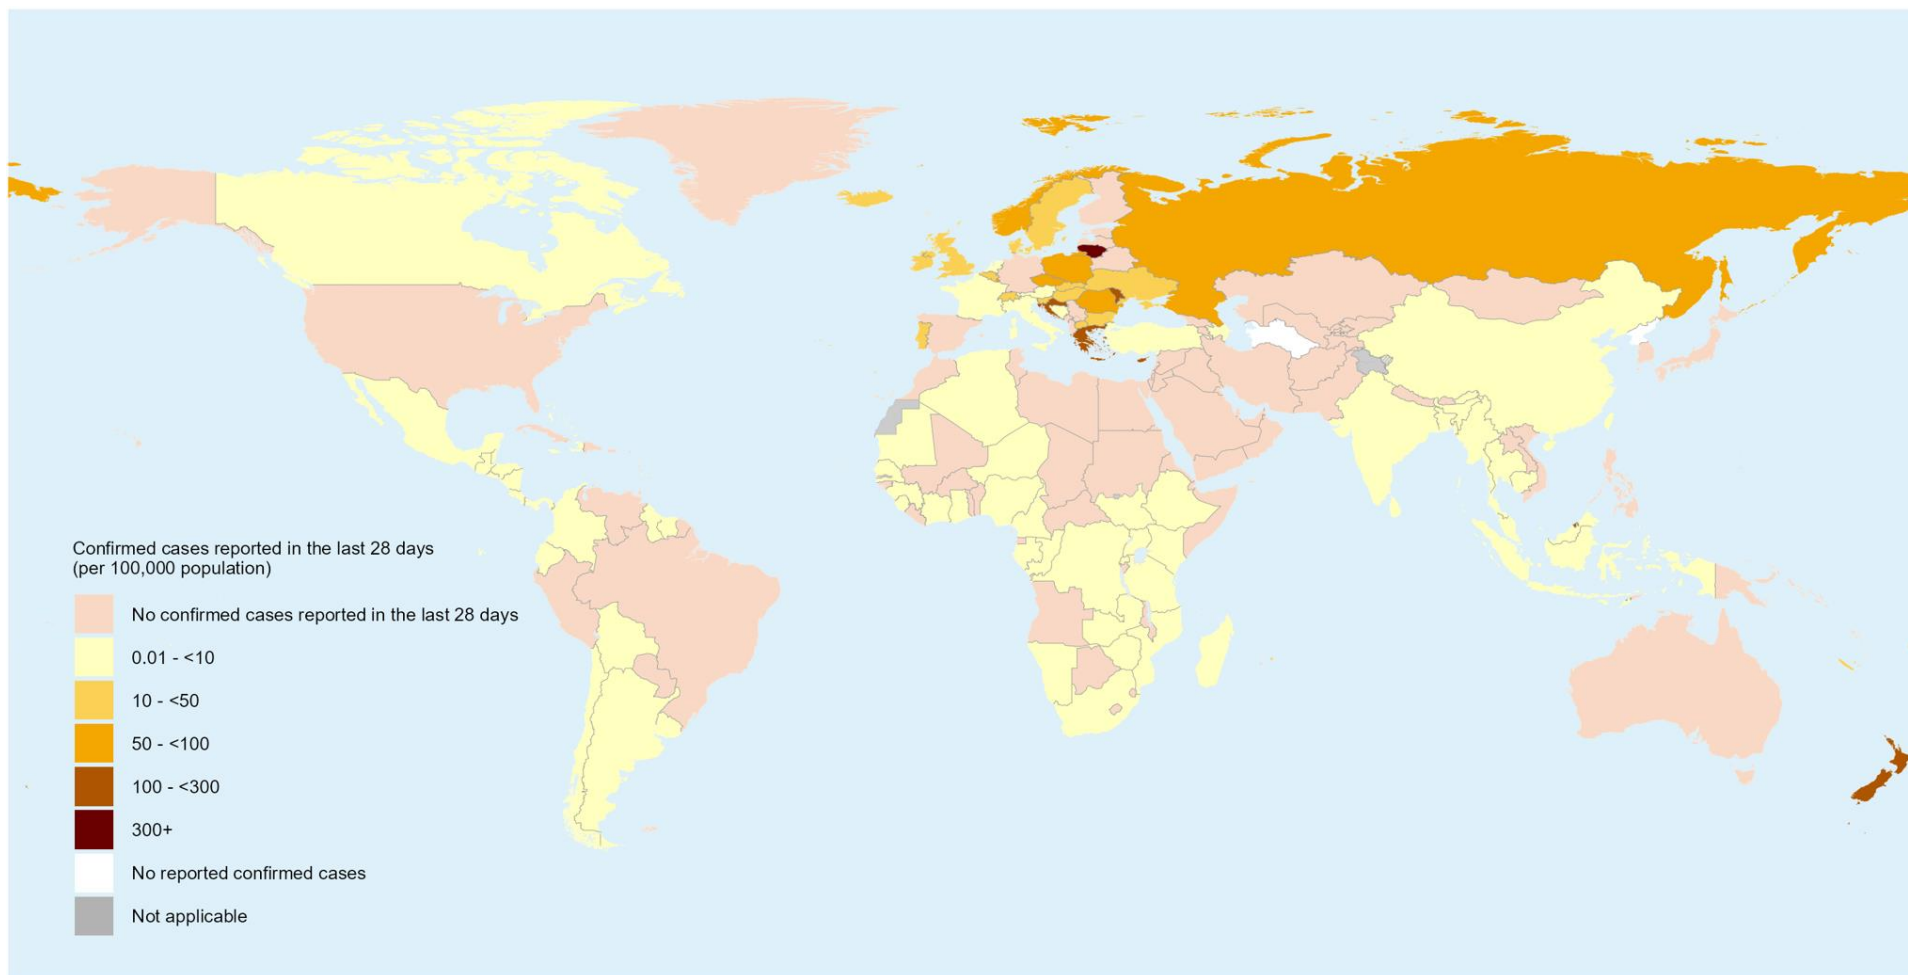 Confirmed cases reported in the last 28 days
(per 100,000 population)
No confirmed cases reported in the last 28 days
0.01 - <10
10 - <50
50 - <100
100 - <300
300+
No reported confirmed cases
Not applicable